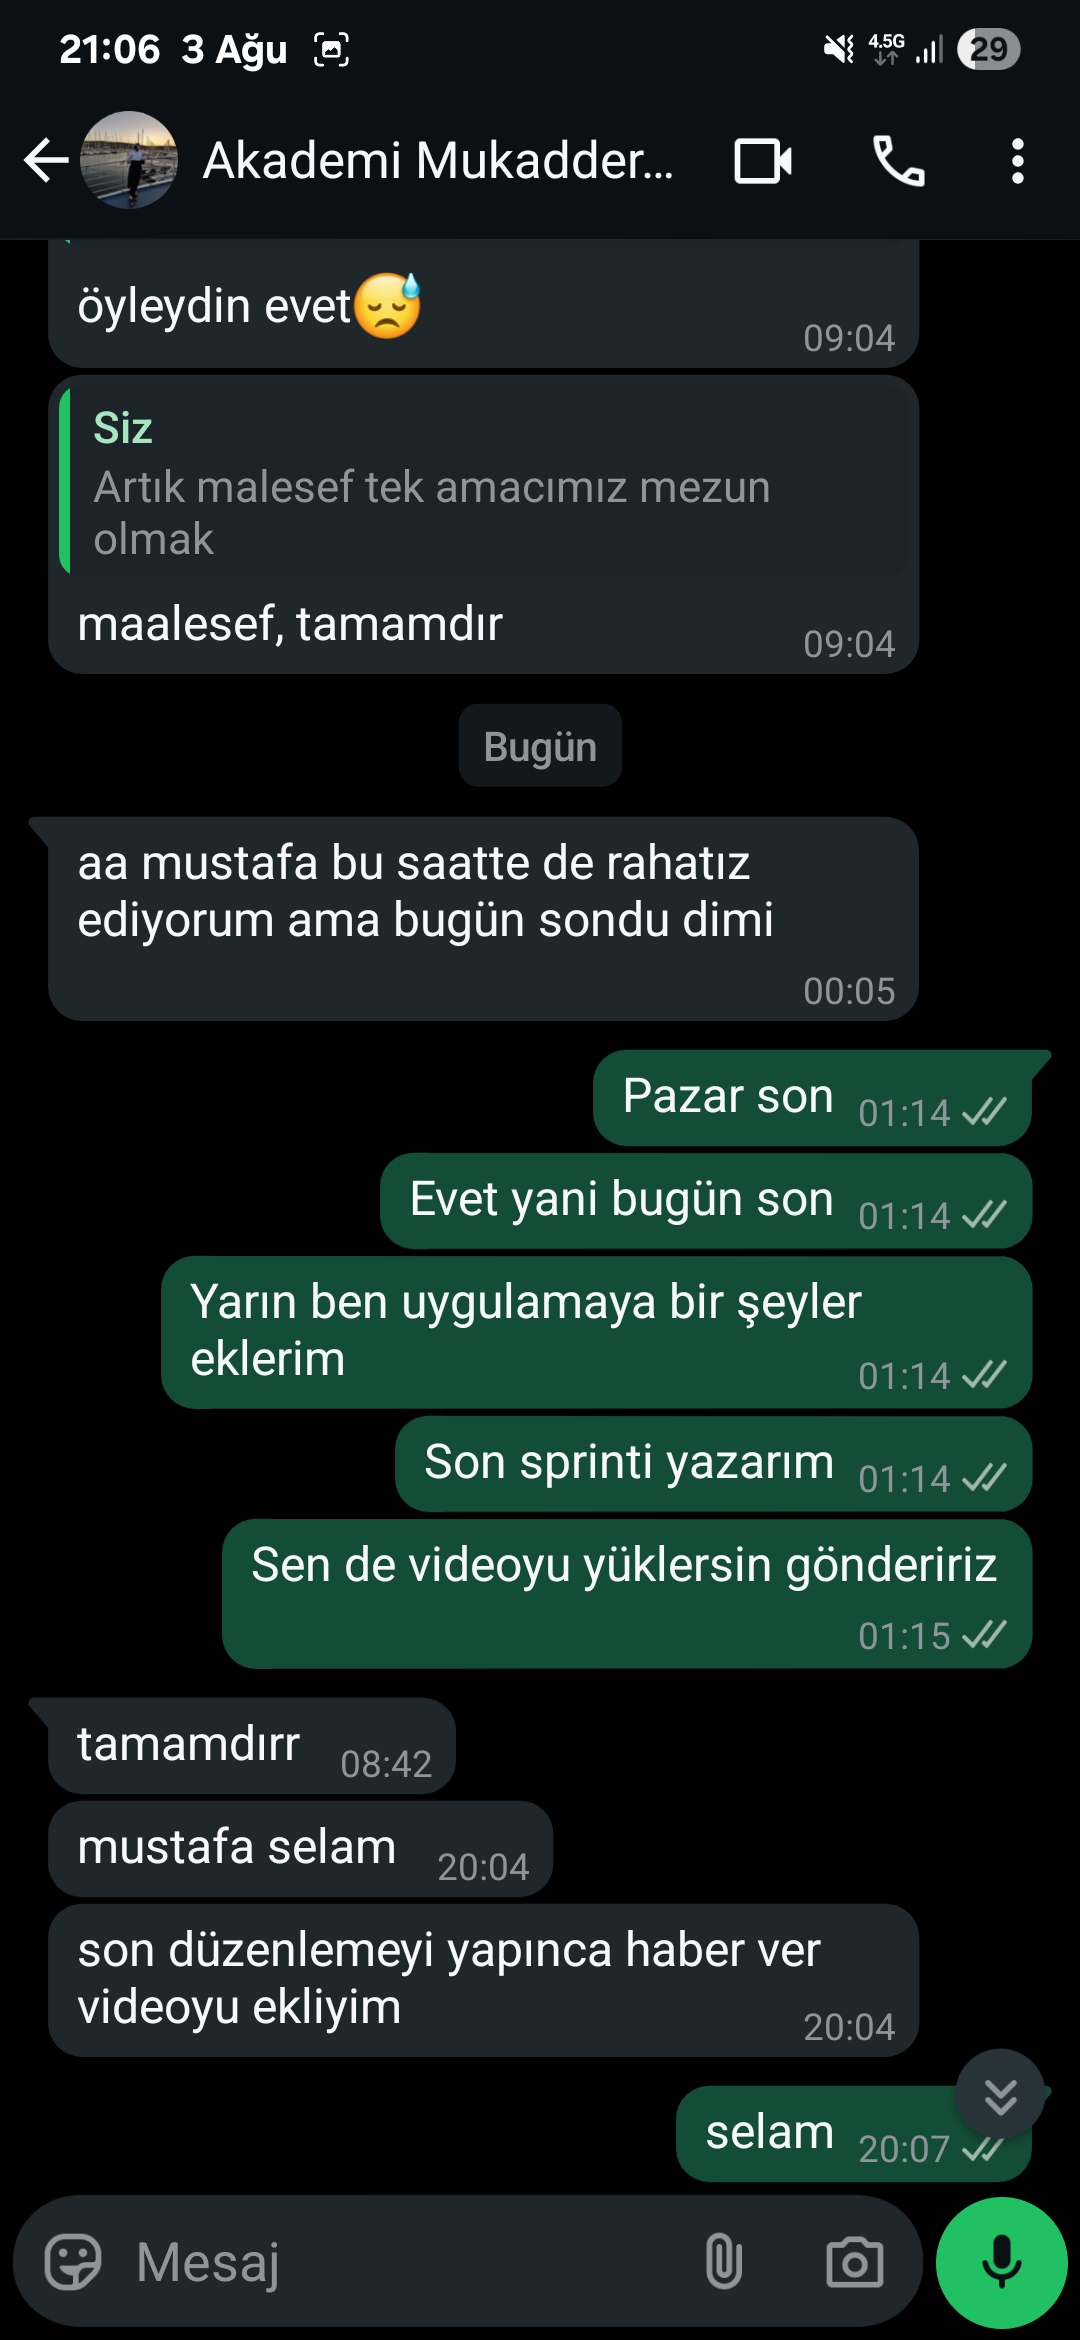 21:06 3 Ağu 4.5G 29
Akademi Mukadder...
öyleydin evet😓
09:04
Siz
Artık malesef tek amacımız mezun
olmak
maalesef, tamamdır
09:04
Bugün
aa mustafa bu saatte de rahatız
ediyorum ama bugün sondu dimi
00:05
Pazar son 01:14
Evet yani bugün son 01:14
Yarın ben uygulamaya bir şeyler
eklerim 01:14
Son sprinti yazarım 01:14
Sen de videoyu yüklersin göndeririz
01:15
tamamdırr 08:42
mustafa selam 20:04
son düzenlemeyi yapınca haber ver
videoyu ekliyim 20:04
selam 20:07
Mesaj